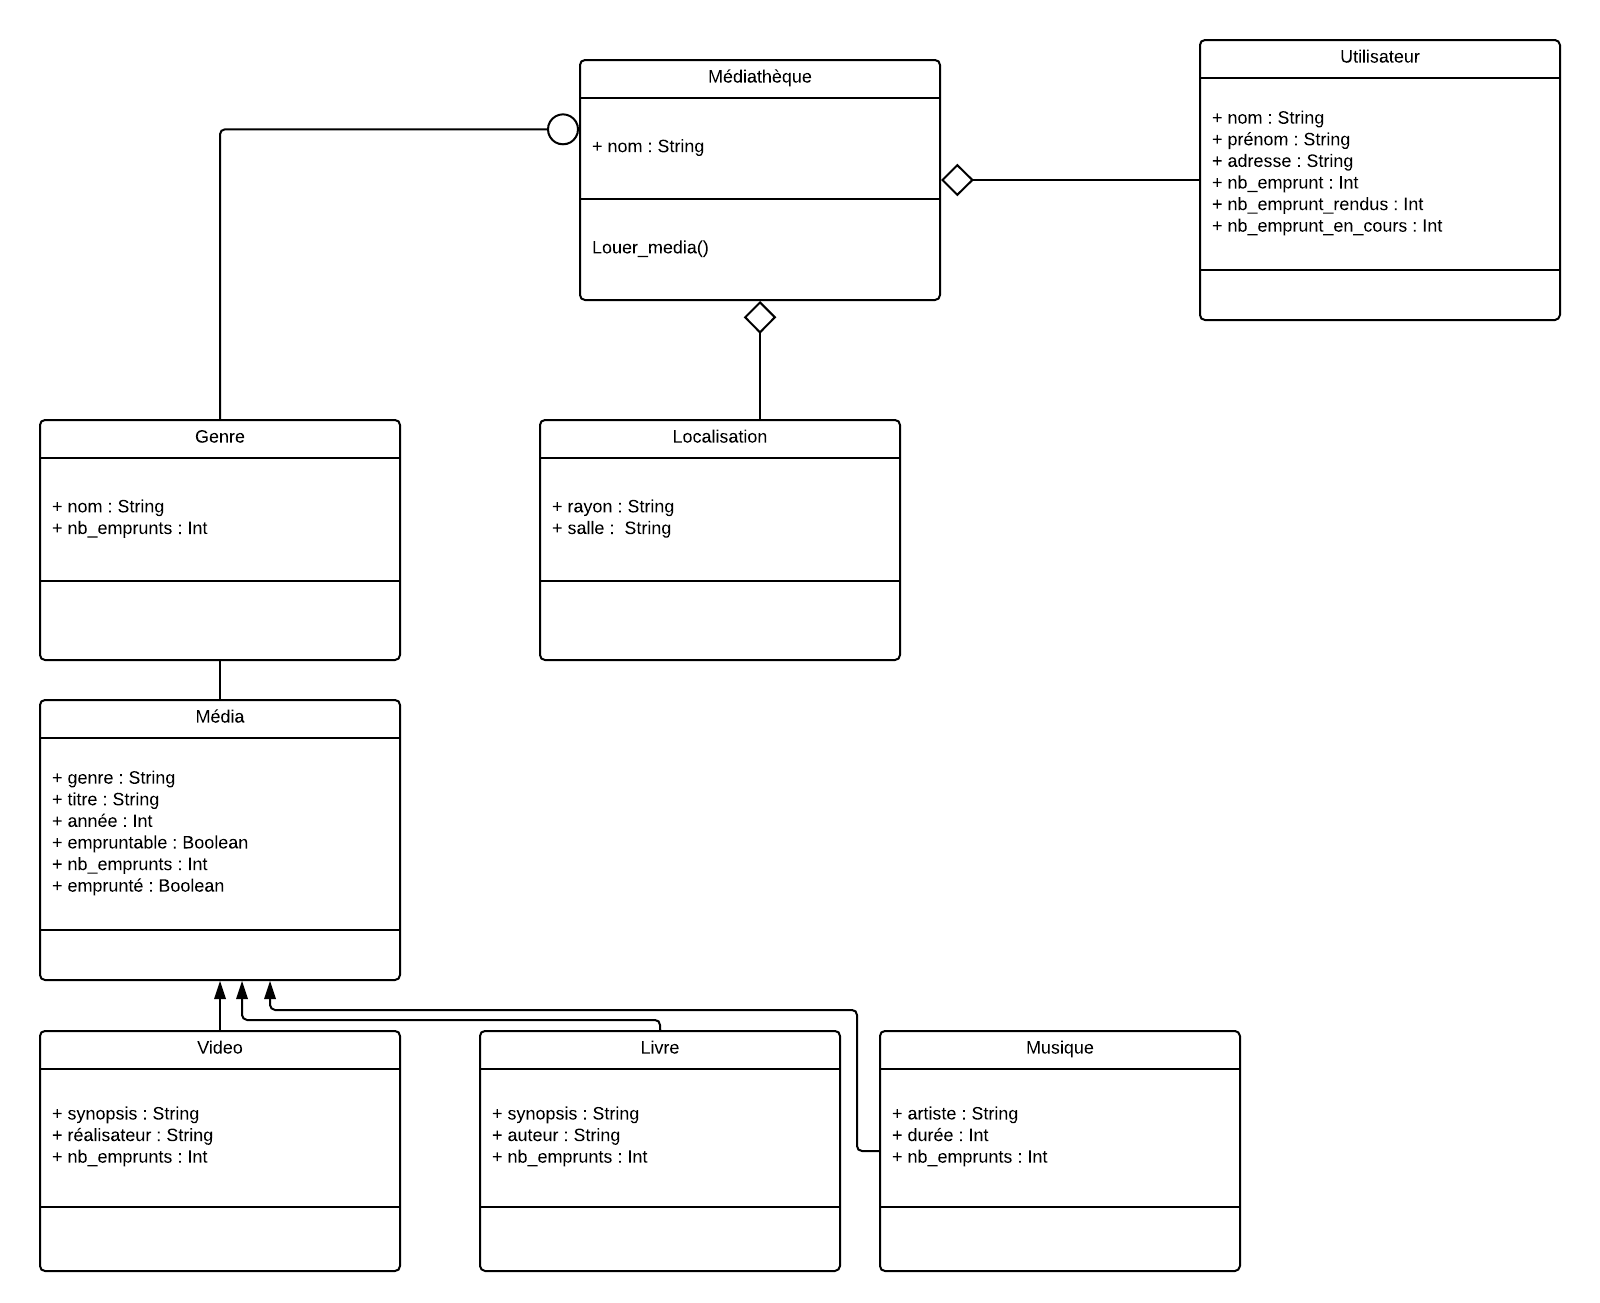 Médiathèque
+ nom : String
Louer_media()
Utilisateur
+ nom : String
+ prénom : String
+ adresse : String
+ nb_emprunt : Int
+ nb_emprunt_rendus : Int
+ nb_emprunt_en_cours : Int
Genre
+ nom : String
+ nb_emprunts : Int
Localisation
+ rayon : String
+ salle :  String
Média
+ genre : String
+ titre : String
+ année : Int
+ empruntable : Boolean
+ nb_emprunts : Int
+ emprunté : Boolean
Video
+ synopsis : String
+ réalisateur : String
+ nb_emprunts : Int
Livre
+ synopsis : String
+ auteur : String
+ nb_emprunts : Int
Musique
+ artiste : String
+ durée : Int
+ nb_emprunts : Int